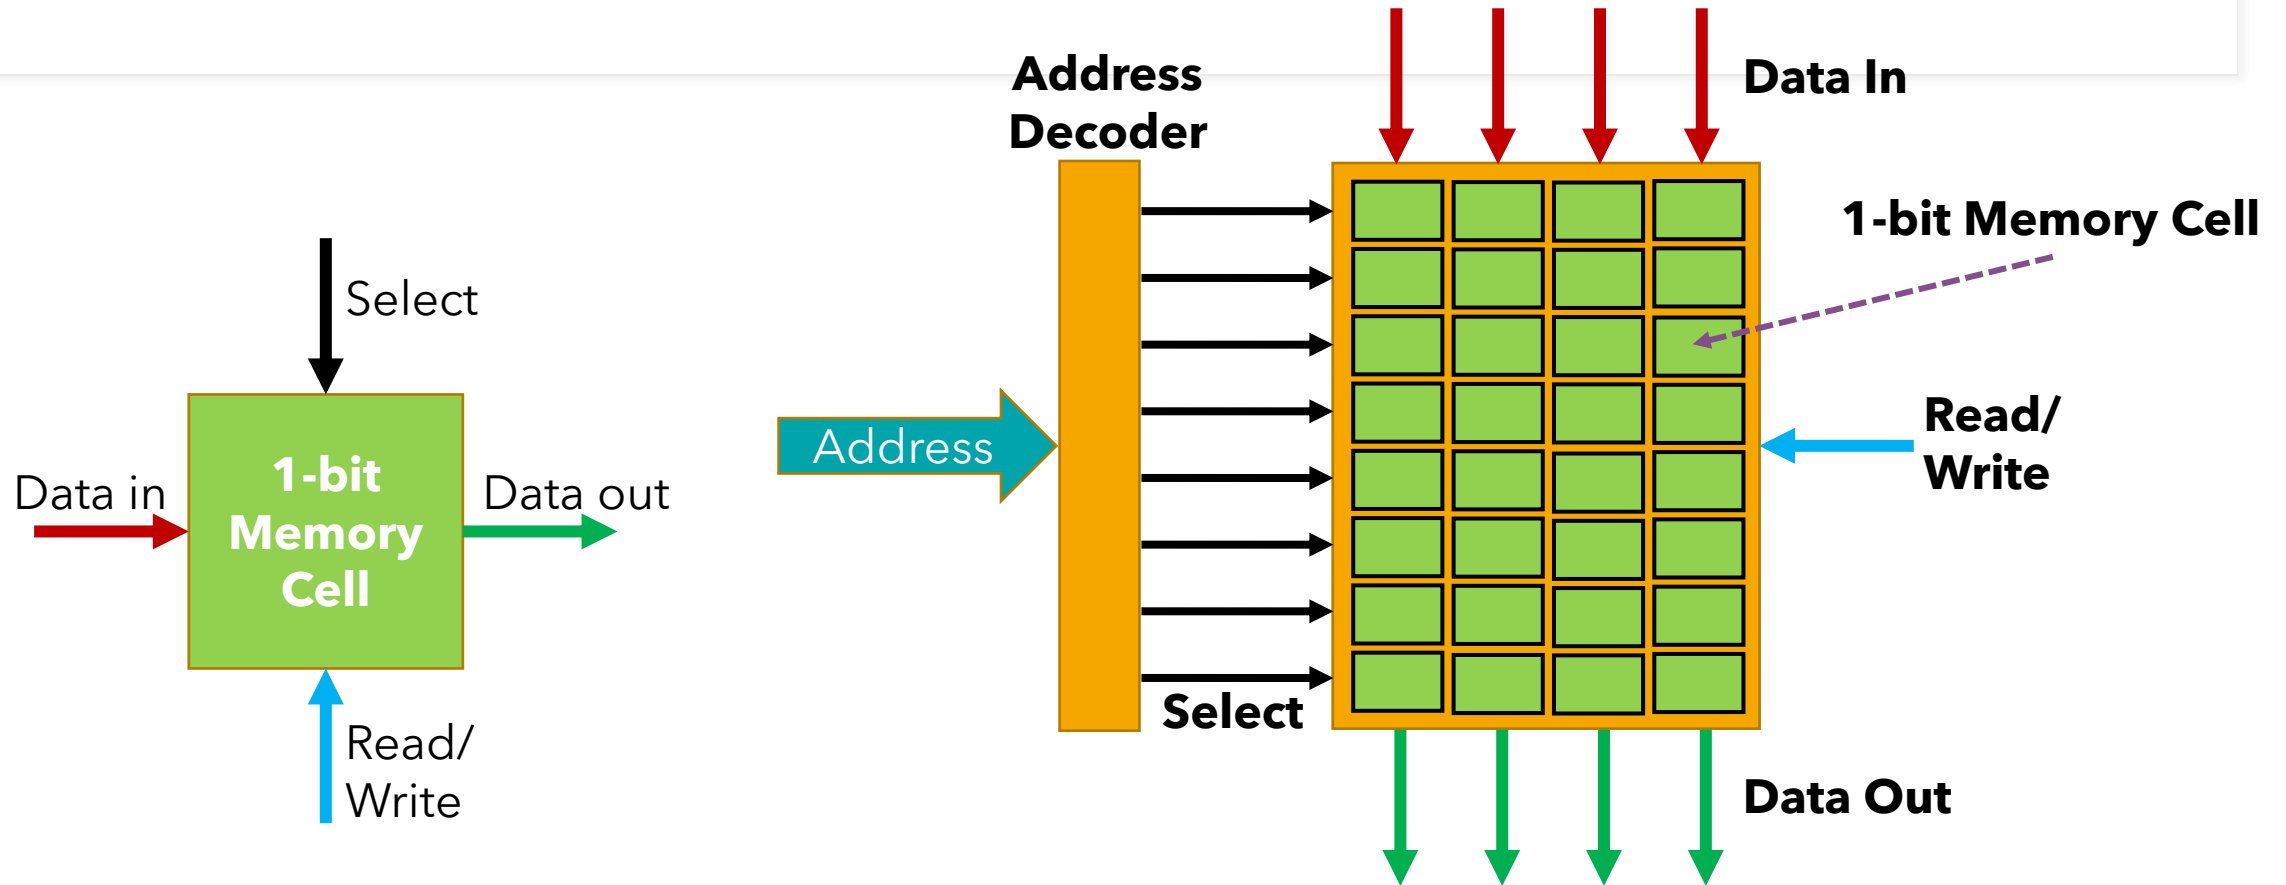 Select
Data in
1-bit
Memory
Cell
Data out
Read/
Write
Address
Decoder
Address
Select
Data In
1-bit Memory Cell
Read/
Write
Data Out